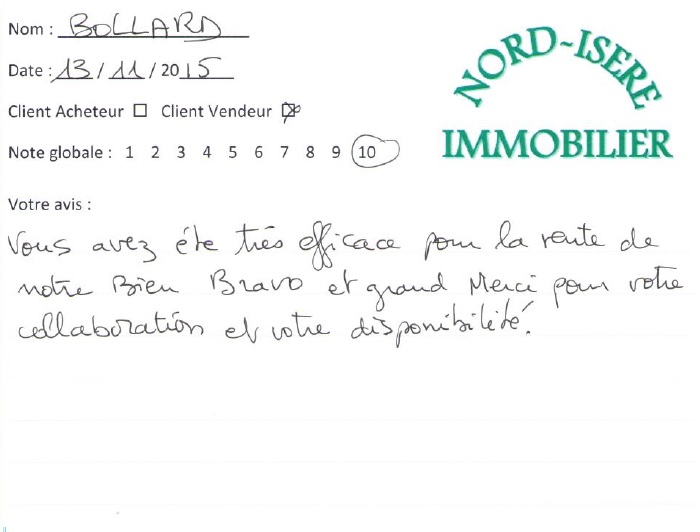 Nom : BOLLARD
Date : 13 / 11 / 2015
Client Acheteur ☐ Client Vendeur ☒
Note globale : 1 2 3 4 5 6 7 8 9 10
NORD-ISERE
IMMOBILIER
Votre avis :
Vous avez éte très efficace pour la vente de
notre Bien Bravo et grand Merci pour votre
collaboration et votre disponibilité.